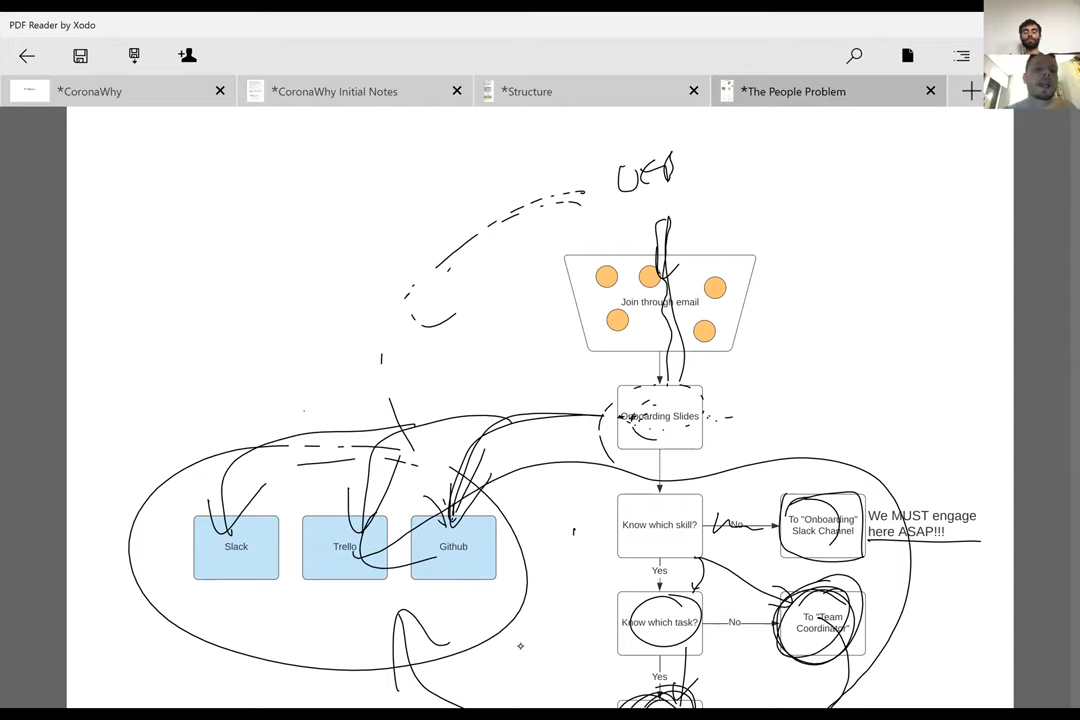 PDF Reader by Xodo
*CoronaWhy
*CoronaWhy Initial Notes
*Structure
*The People Problem
Join through email
Onboarding Slides
Know which skill?
No
To "Onboarding"
Slack Channel
We MUST engage
here ASAP!!!
Slack
Trello
Github
Yes
Know which task?
No
To "Team
Coordinator"
Yes